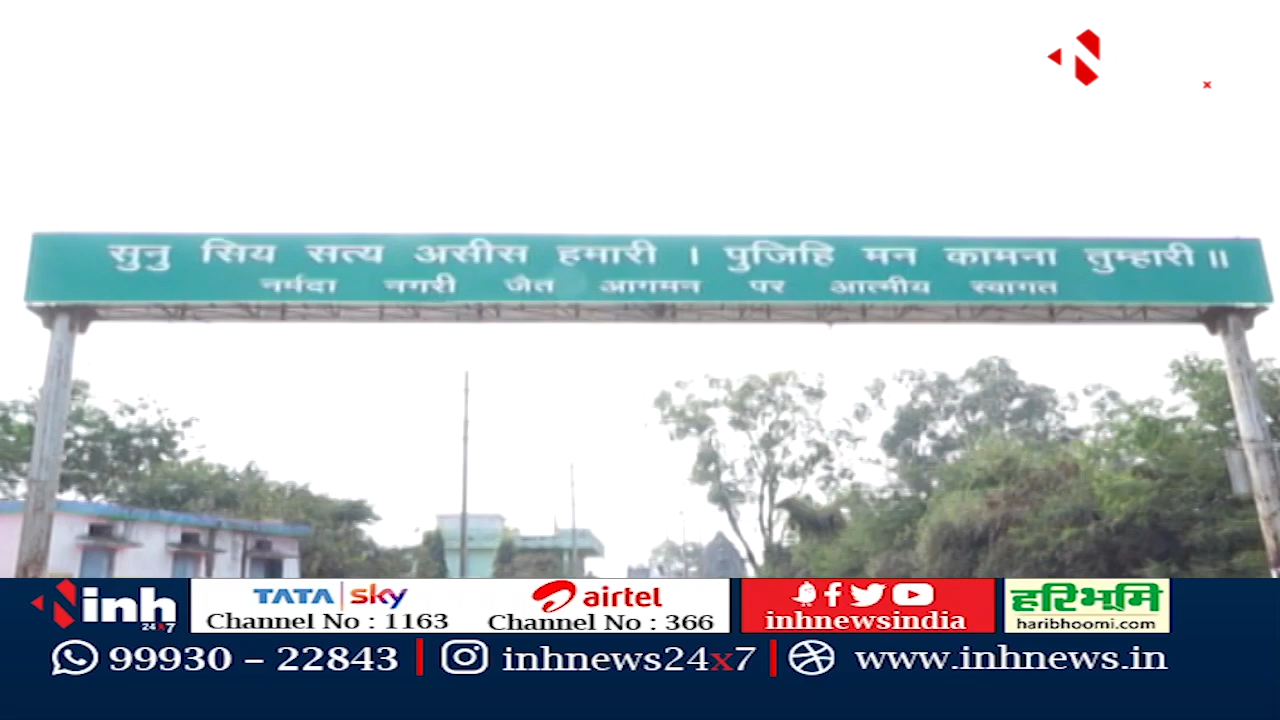 सुनु सिय सत्य असीस हमारी । पुजिहि मन कामना तुम्हारी ॥
नर्मदा नगरी जैत आगमन पर आत्मीय स्वागत
inh 24x7
TATA sky
Channel No : 1163
airtel
Channel No : 366
inhnewsindia
हरिभूमि
haribhoomi.com
99930 – 22843
inhnews24x7
www.inhnews.in